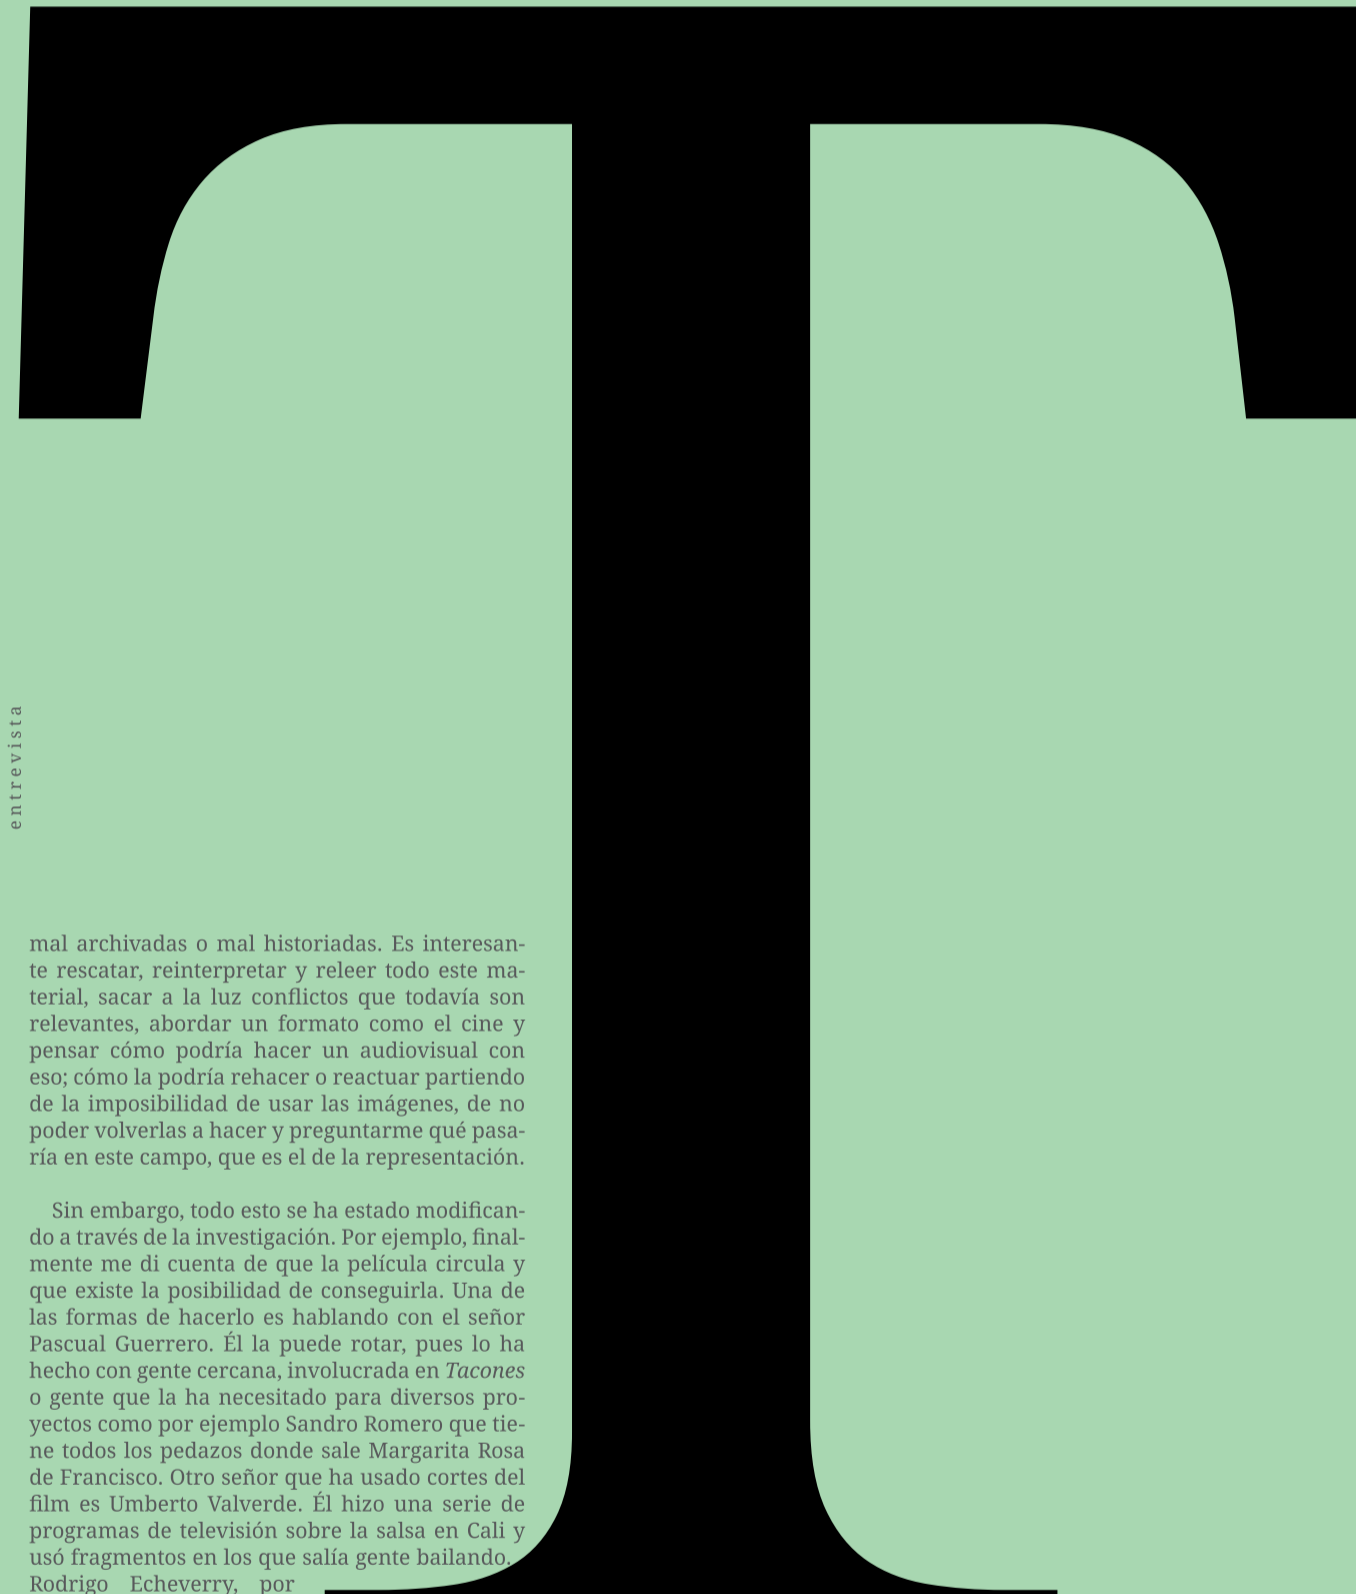 T
entrevista
mal archivadas o mal historiadas. Es interesan-
te rescatar, reinterpretar y releer todo este ma-
terial, sacar a la luz conflictos que todavía son
relevantes, abordar un formato como el cine y
pensar cómo podría hacer un audiovisual con
eso; cómo la podría rehacer o reactuar partiendo
de la imposibilidad de usar las imágenes, de no
poder volverlas a hacer y preguntarme qué pasa-
ría en este campo, que es el de la representación.
Sin embargo, todo esto se ha estado modifican-
do a través de la investigación. Por ejemplo, final-
mente me di cuenta de que la película circula y
que existe la posibilidad de conseguirla. Una de
las formas de hacerlo es hablando con el señor
Pascual Guerrero. Él la puede rotar, pues lo ha
hecho con gente cercana, involucrada en Tacones
o gente que la ha necesitado para diversos pro-
yectos como por ejemplo Sandro Romero que tie-
ne todos los pedazos donde sale Margarita Rosa
de Francisco. Otro señor que ha usado cortes del
film es Umberto Valverde. Él hizo una serie de
programas de televisión sobre la salsa en Cali y
usó fragmentos en los que salía gente bailando.
Rodrigo Echeverry, por